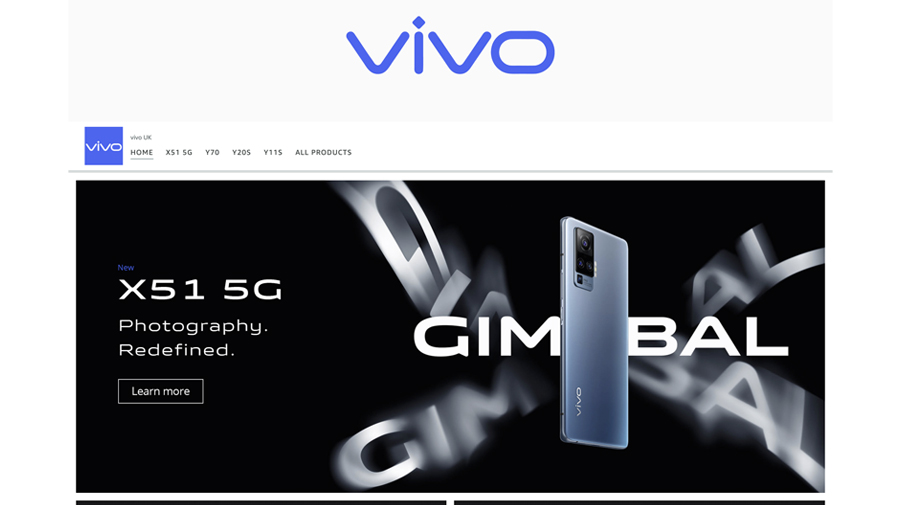 vivo
vivo
vivo UK
HOME X51 5G Y70 Y20S Y11S ALL PRODUCTS
New
X51 5G
Photography.
Redefined.
Learn more
GIMBAL
vivo